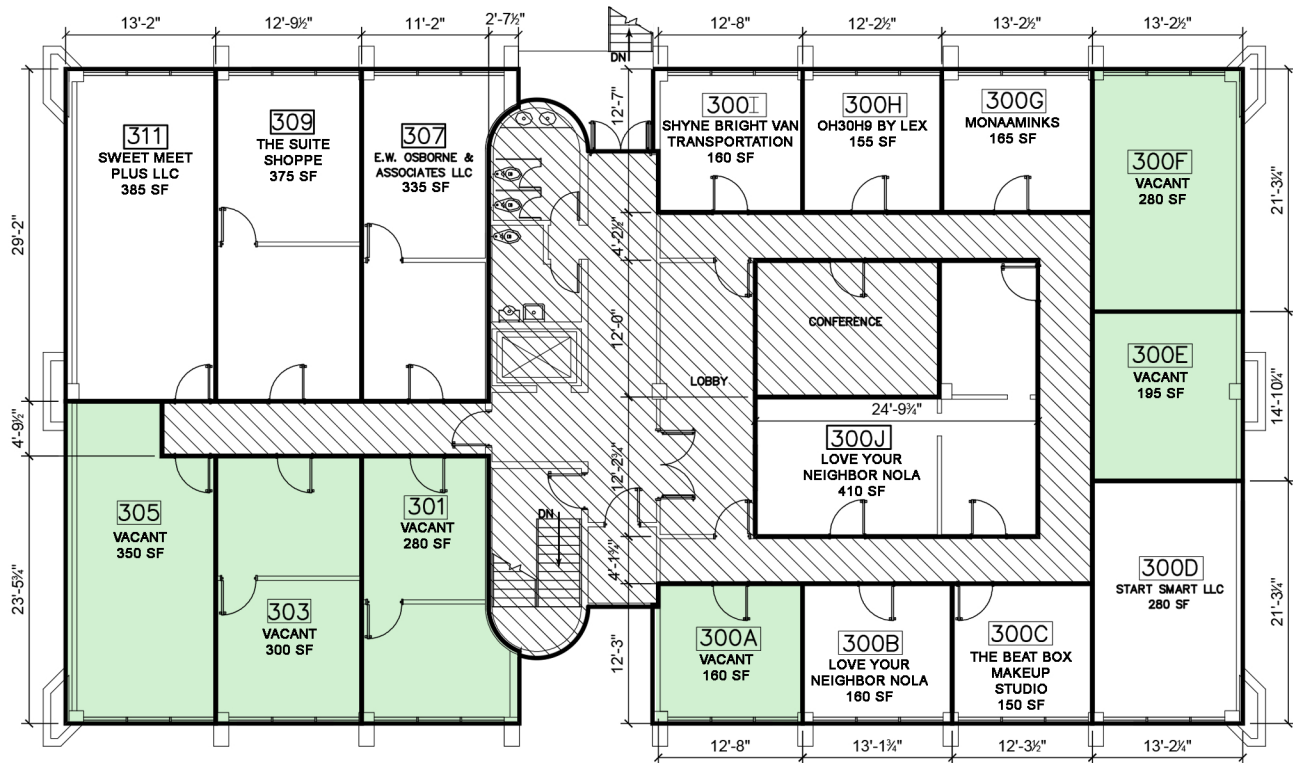 13'-2"
12'-9½"
11'-2"
2'-7½"
12'-8"
12'-2½"
13'-2½"
13'-2½"
DN
12'-7"
29'-2"
311
SWEET MEET
PLUS LLC
385 SF
309
THE SUITE
SHOPPE
375 SF
307
E.W. OSBORNE &
ASSOCIATES LLC
335 SF
300I
SHYNE BRIGHT VAN
TRANSPORTATION
160 SF
300H
OH30H9 BY LEX
155 SF
300G
MONAAMINKS
165 SF
300F
VACANT
280 SF
21'-3¼"
4'-2½"
12'-0"
CONFERENCE
LOBBY
300E
VACANT
195 SF
14'-10¼"
24'-9¾"
4'-9½"
300J
LOVE YOUR
NEIGHBOR NOLA
410 SF
12'-2¾"
305
VACANT
350 SF
301
VACANT
280 SF
DN
4'-1¾"
23'-5¾"
303
VACANT
300 SF
300D
START SMART LLC
280 SF
21'-3¼"
12'-3"
300A
VACANT
160 SF
300B
LOVE YOUR
NEIGHBOR NOLA
160 SF
300C
THE BEAT BOX
MAKEUP
STUDIO
150 SF
12'-8"
13'-1¾"
12'-3½"
13'-2¼"